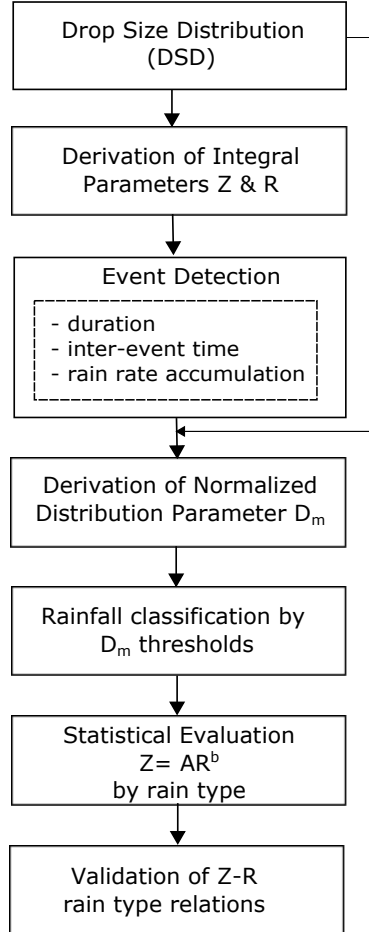 Drop Size Distribution
(DSD)
Derivation of Integral
Parameters Z & R
Event Detection
- duration
- inter-event time
- rain rate accumulation
Derivation of Normalized
Distribution Parameter Dₘ
Rainfall classification by
Dₘ thresholds
Statistical Evaluation
Z= ARᵇ
by rain type
Validation of Z-R
rain type relations